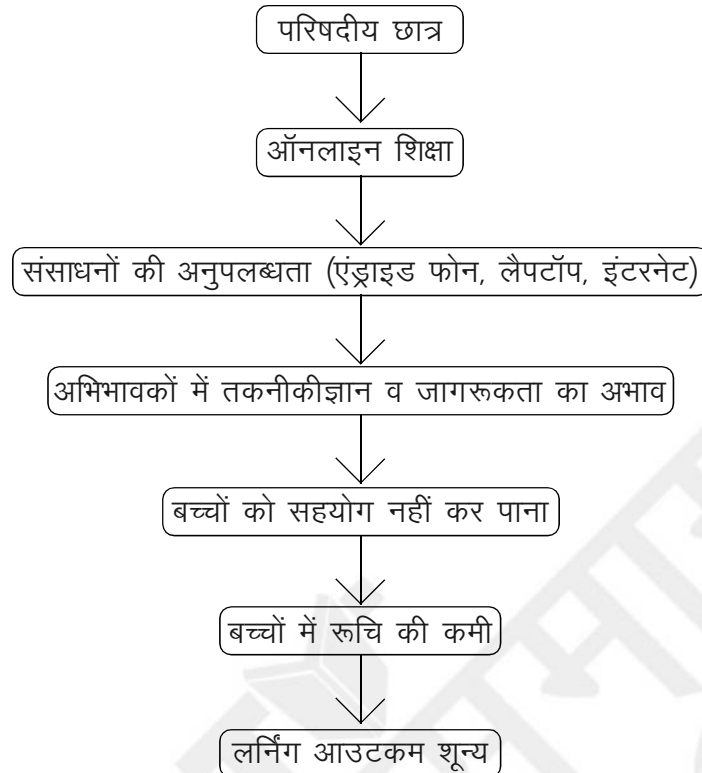 परिषदीय छात्र
ऑनलाइन शिक्षा
संसाधनों की अनुपलब्धता (एंड्राइड फोन, लैपटॉप, इंटरनेट)
अभिभावकों में तकनीकीज्ञान व जागरूकता का अभाव
बच्चों को सहयोग नहीं कर पाना
बच्चों में रूचि की कमी
लर्निंग आउटकम शून्य